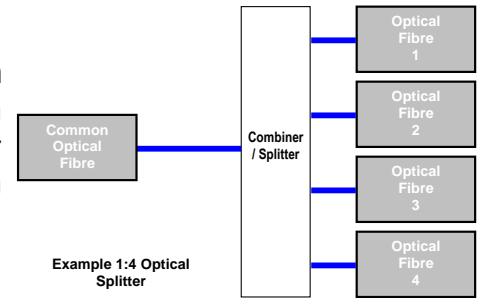 Optical
Fibre
1
Optical
Fibre
2
Common
Optical
Fibre
Combiner
/ Splitter
Optical
Fibre
3
Optical
Fibre
4
Example 1:4 Optical
Splitter